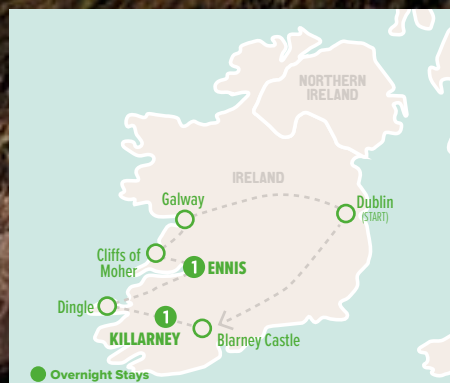 NORTHERN
IRELAND
IRELAND
Galway
Dublin
(START)
Cliffs of
Moher
1 ENNIS
Dingle
1
KILLARNEY
Blarney Castle
Overnight Stays